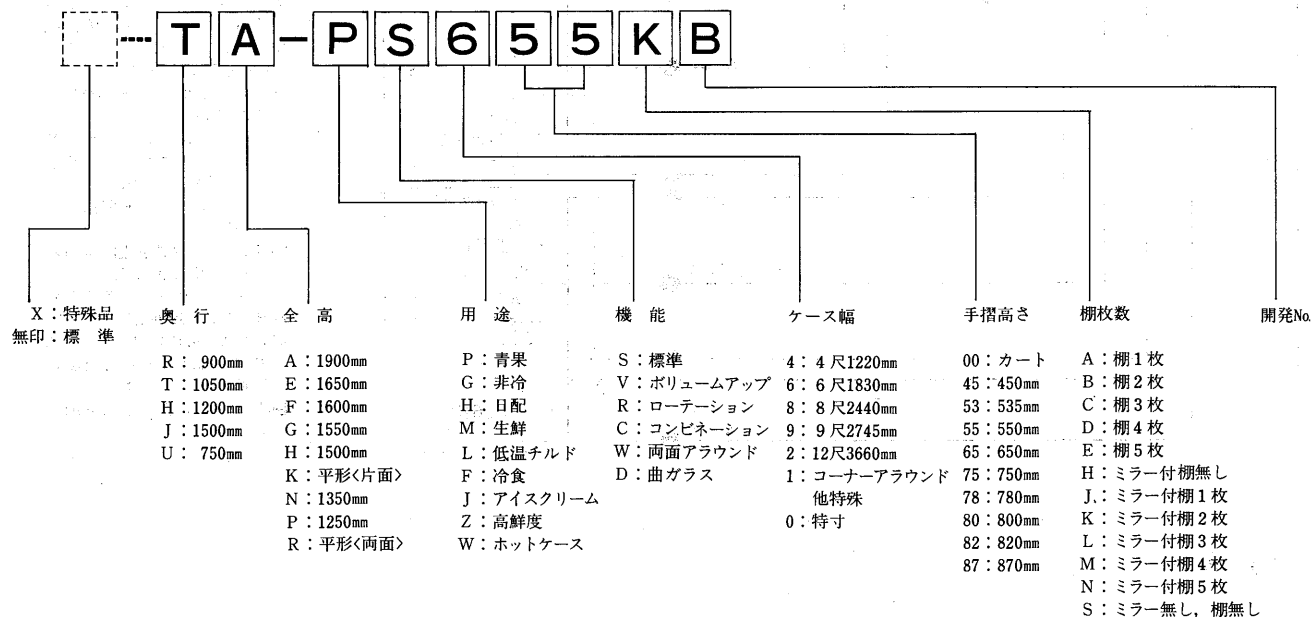 TA-PS655KB
X：特殊品
無印：標 準
奥 行
R： 900mm
T：1050mm
H：1200mm
J：1500mm
U： 750mm
全 高
A：1900mm
E：1650mm
F：1600mm
G：1550mm
H：1500mm
K：平形<片面>
N：1350mm
P：1250mm
R：平形<両面>
用 途
P：青果
G：非冷
H：日配
M：生鮮
L：低温チルド
F：冷食
J：アイスクリーム
Z：高鮮度
W：ホットケース
機 能
S：標準
V：ボリュームアップ
R：ローテーション
C：コンビネーション
W：両面アラウンド
D：曲ガラス
ケース幅
4：4尺1220mm
6：6尺1830mm
8：8尺2440mm
9：9尺2745mm
2：12尺3660mm
1：コーナーアラウンド
他特殊
0：特寸
手摺高さ
00：カート
45：450mm
53：535mm
55：550mm
65：650mm
75：750mm
78：780mm
80：800mm
82：820mm
87：870mm
棚枚数
A：棚1枚
B：棚2枚
C：棚3枚
D：棚4枚
E：棚5枚
H：ミラー付棚無し
J：ミラー付棚1枚
K：ミラー付棚2枚
L：ミラー付棚3枚
M：ミラー付棚4枚
N：ミラー付棚5枚
S：ミラー無し，棚無し
開発No.